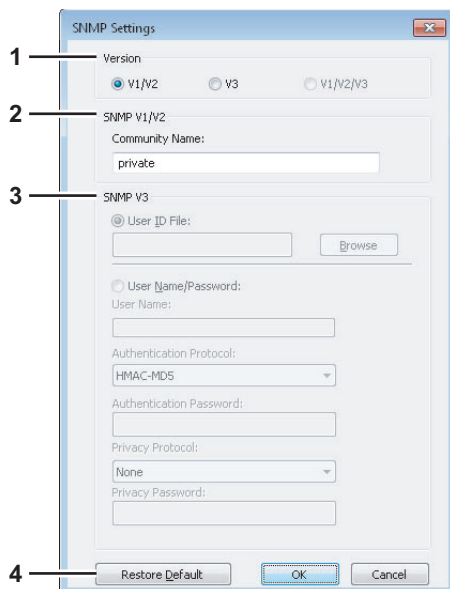 SNMP Settings
1
Version
V1/V2 V3 V1/V2/V3
2
SNMP V1/V2
Community Name:
private
3
SNMP V3
User ID File:
Browse
User Name/Password:
User Name:
Authentication Protocol:
HMAC-MD5
Authentication Password:
Privacy Protocol:
None
Privacy Password:
4
Restore Default OK Cancel